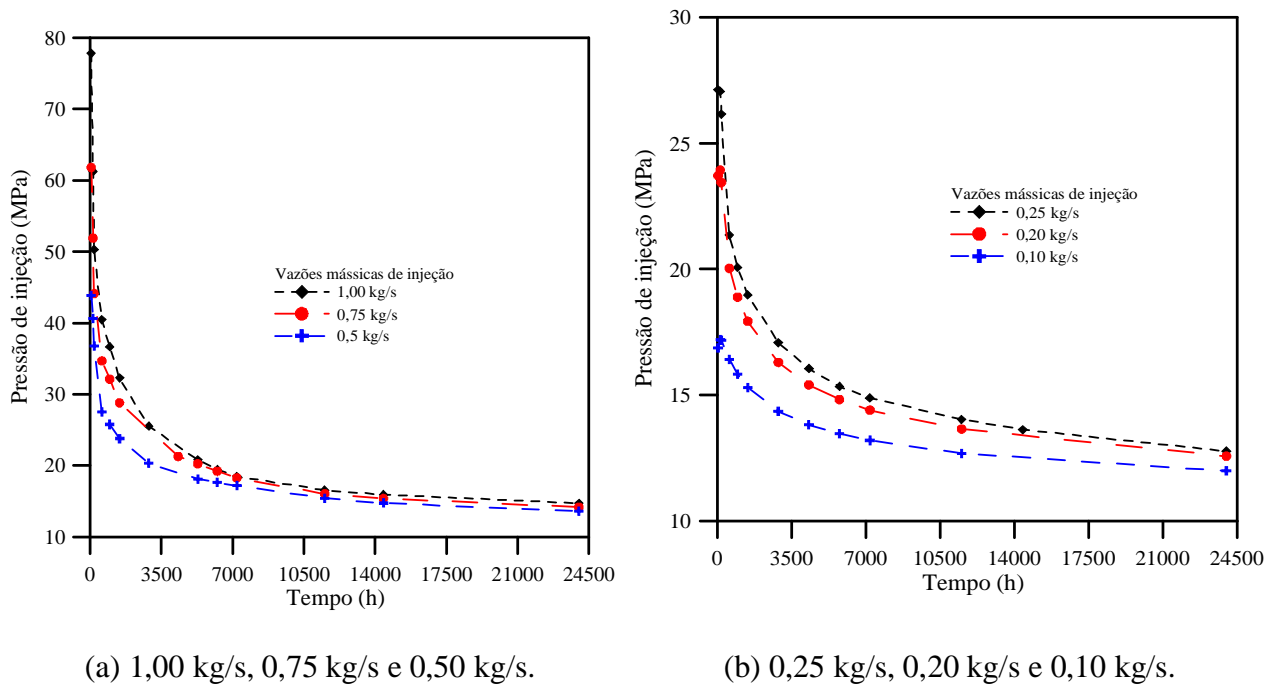 80
70
60
50
40
30
20
10
Pressão de injeção (MPa)
Vazões mássicas de injeção
1,00 kg/s
0,75 kg/s
0,5 kg/s
0 3500 7000 10500 14000 17500 21000 24500
Tempo (h)
(a) 1,00 kg/s, 0,75 kg/s e 0,50 kg/s.
30
25
20
15
10
Pressão de injeção (MPa)
Vazões mássicas de injeção
0,25 kg/s
0,20 kg/s
0,10 kg/s
0 3500 7000 10500 14000 17500 21000 24500
Tempo (h)
(b) 0,25 kg/s, 0,20 kg/s e 0,10 kg/s.